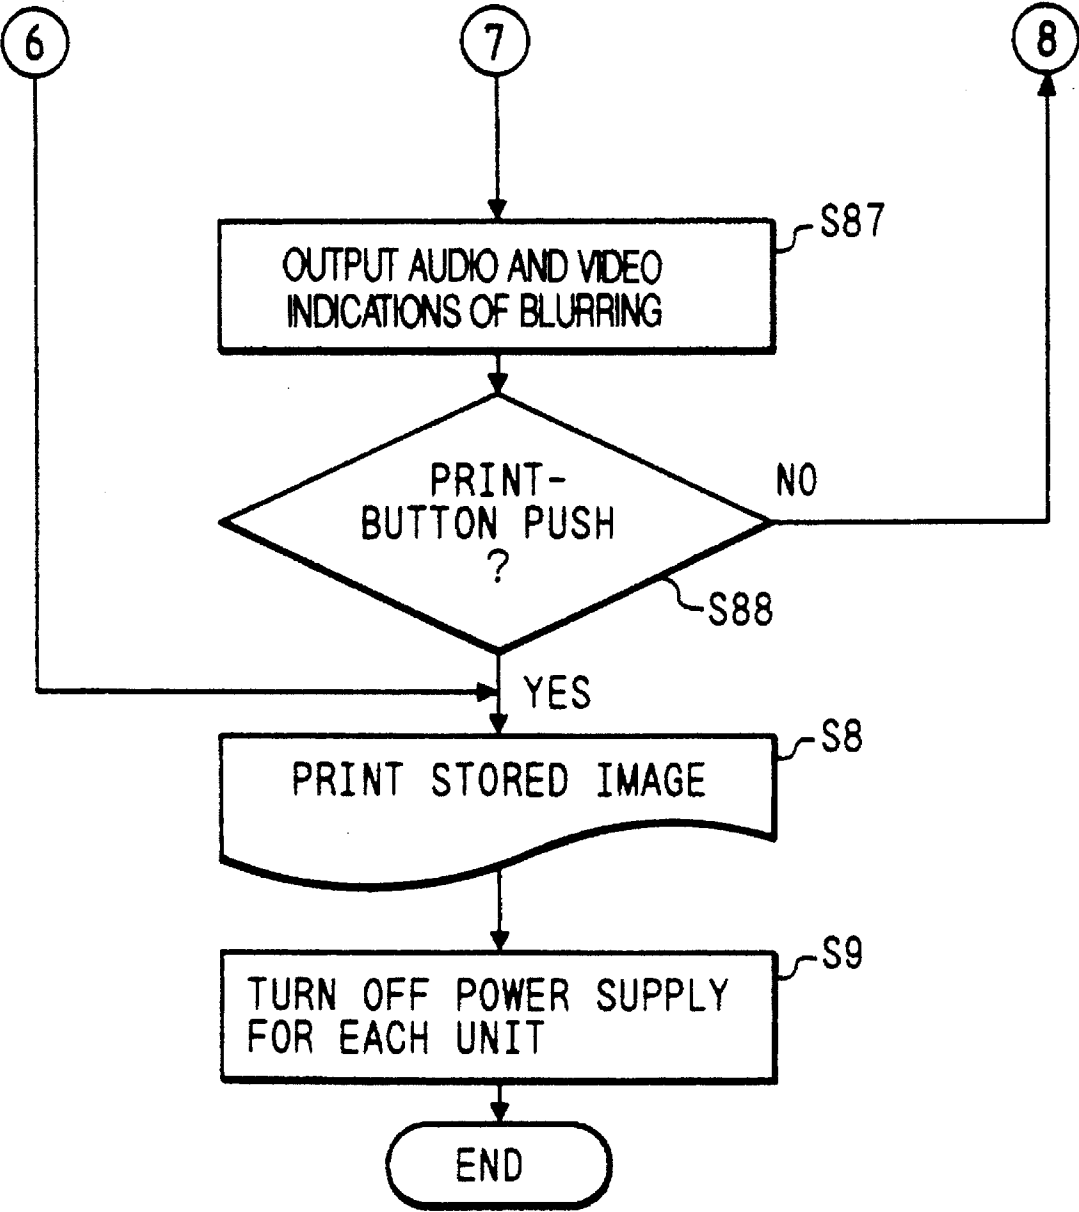 6
7
8
S87
OUTPUT AUDIO AND VIDEO
INDICATIONS OF BLURRING
PRINT-
BUTTON PUSH
?
NO
S88
YES
S8
PRINT STORED IMAGE
S9
TURN OFF POWER SUPPLY
FOR EACH UNIT
END